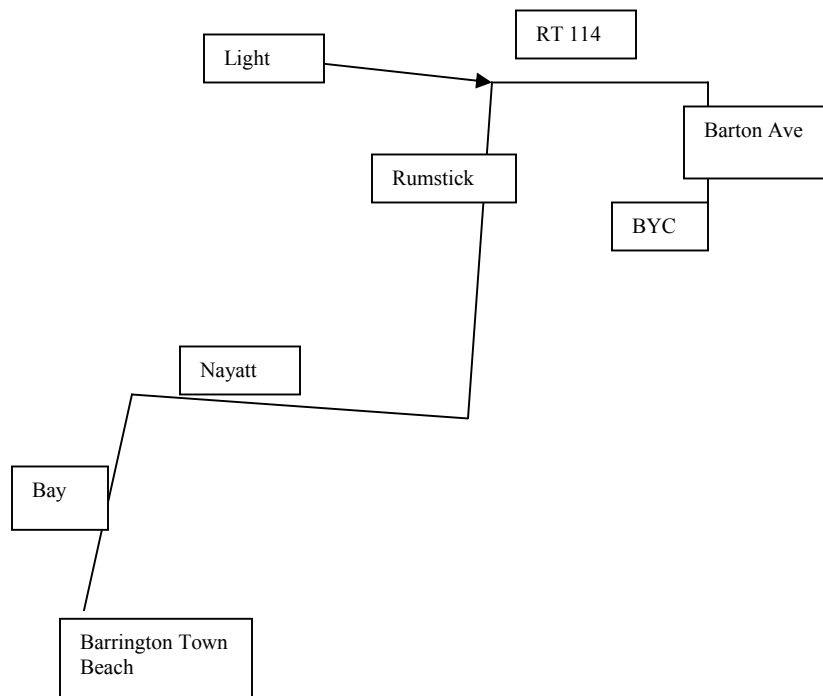 RT 114
Light
Barton Ave
Rumstick
BYC
Nayatt
Bay
Barrington Town
Beach